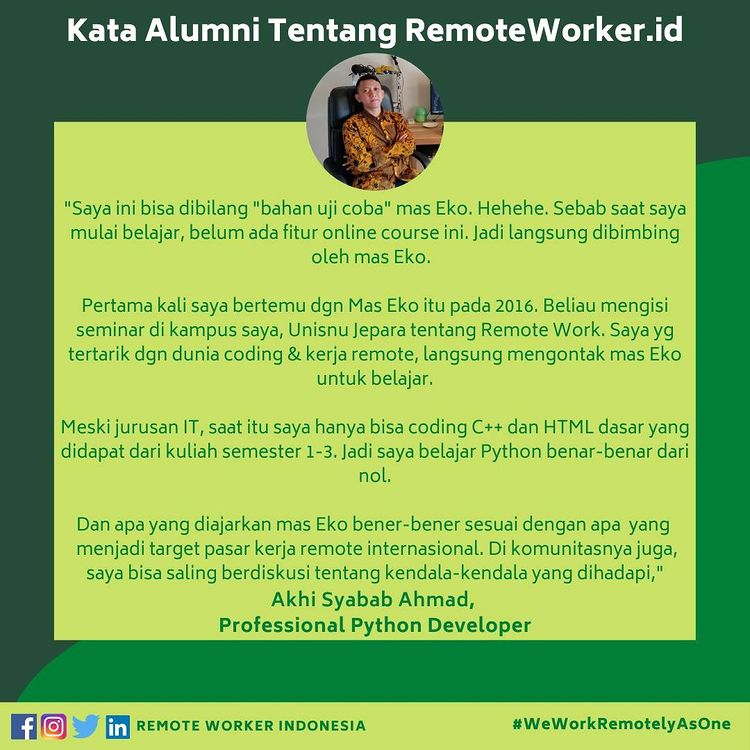 Kata Alumni Tentang RemoteWorker.id
"Saya ini bisa dibilang "bahan uji coba" mas Eko. Hehehe. Sebab saat saya
mulai belajar, belum ada fitur online course ini. Jadi langsung dibimbing
oleh mas Eko.
Pertama kali saya bertemu dgn Mas Eko itu pada 2016. Beliau mengisi
seminar di kampus saya, Unisnu Jepara tentang Remote Work. Saya yg
tertarik dgn dunia coding & kerja remote, langsung mengontak mas Eko
untuk belajar.
Meski jurusan IT, saat itu saya hanya bisa coding C++ dan HTML dasar yang
didapat dari kuliah semester 1-3. Jadi saya belajar Python benar-benar dari
nol.
Dan apa yang diajarkan mas Eko bener-bener sesuai dengan apa yang
menjadi target pasar kerja remote internasional. Di komunitasnya juga,
saya bisa saling berdiskusi tentang kendala-kendala yang dihadapi,"
Akhi Syabab Ahmad,
Professional Python Developer
REMOTE WORKER INDONESIA
#WeWorkRemotelyAsOne